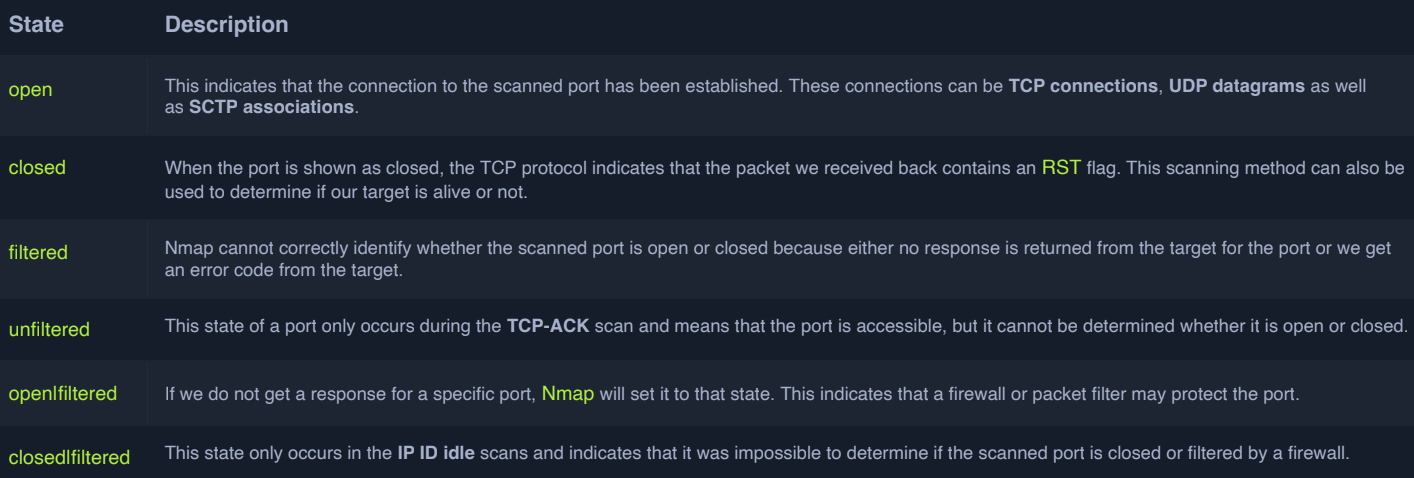 State Description
open This indicates that the connection to the scanned port has been established. These connections can be TCP connections, UDP datagrams as well
as SCTP associations.
closed When the port is shown as closed, the TCP protocol indicates that the packet we received back contains an RST flag. This scanning method can also be
used to determine if our target is alive or not.
filtered Nmap cannot correctly identify whether the scanned port is open or closed because either no response is returned from the target for the port or we get
an error code from the target.
unfiltered This state of a port only occurs during the TCP-ACK scan and means that the port is accessible, but it cannot be determined whether it is open or closed.
open|filtered If we do not get a response for a specific port, Nmap will set it to that state. This indicates that a firewall or packet filter may protect the port.
closed|filtered This state only occurs in the IP ID idle scans and indicates that it was impossible to determine if the scanned port is closed or filtered by a firewall.